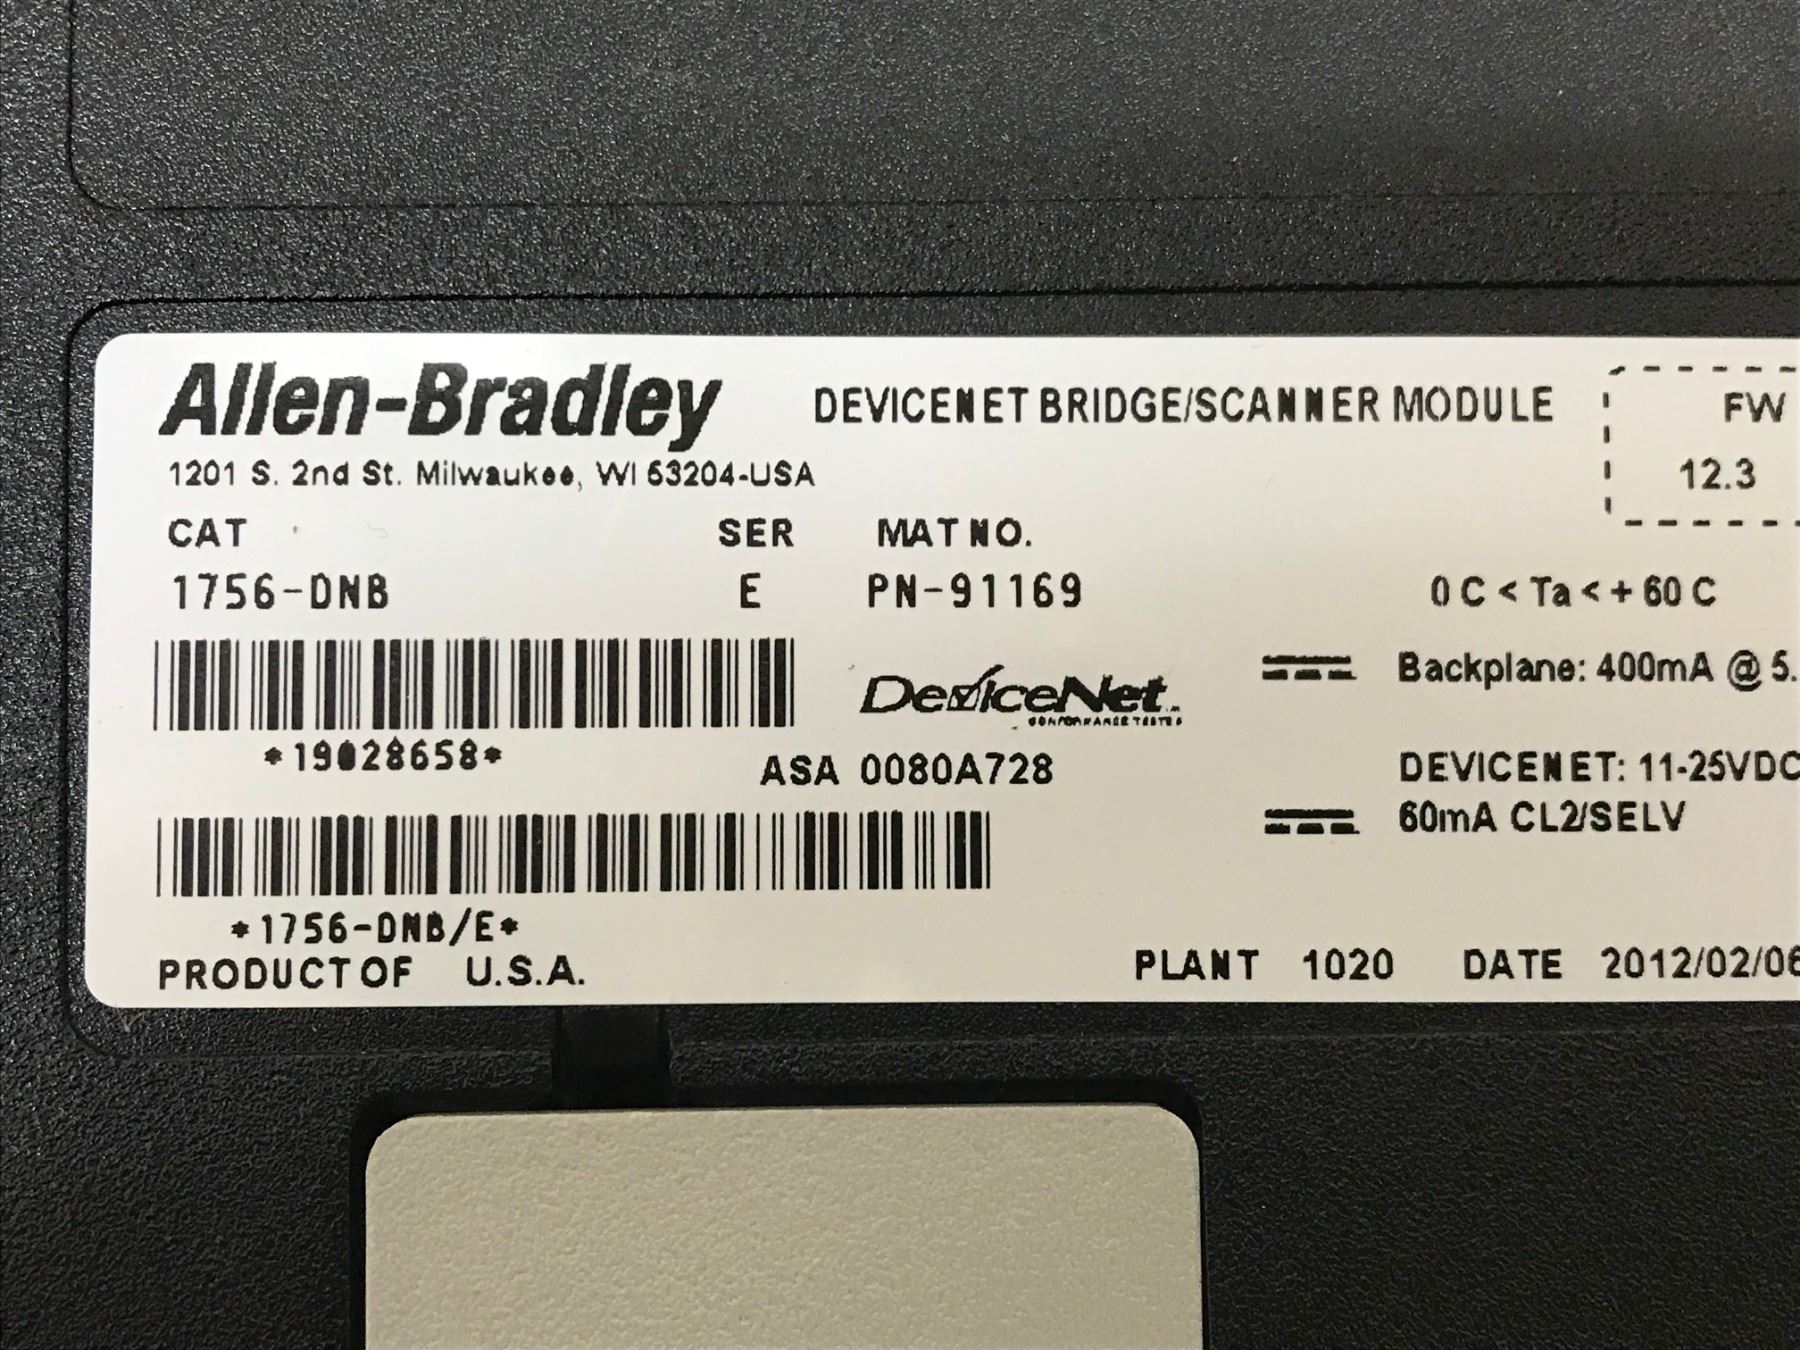 Allen-Bradley DEVICENET BRIDGE/SCANNER MODULE FW
1201 S. 2nd St. Milwaukee, WI 53204-USA 12.3
CAT SER MAT NO.
1756-DNB E PN-91169 0 C < Ta < + 60 C
DeviceNet Backplane: 400mA @ 5.
CONFORMANCE TESTED
*19028658* ASA 0080A728 DEVICENET: 11-25VDC
60mA CL2/SELV
*1756-DNB/E*
PRODUCT OF U.S.A. PLANT 1020 DATE 2012/02/06